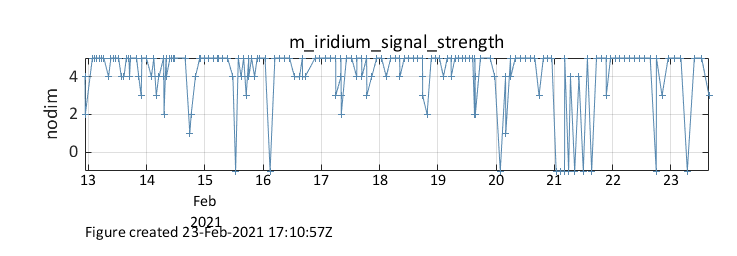 m_iridium_signal_strength
nodim
4
2
0
13 14 15 16 17 18 19 20 21 22 23
Feb
2021
Figure created 23-Feb-2021 17:10:57Z